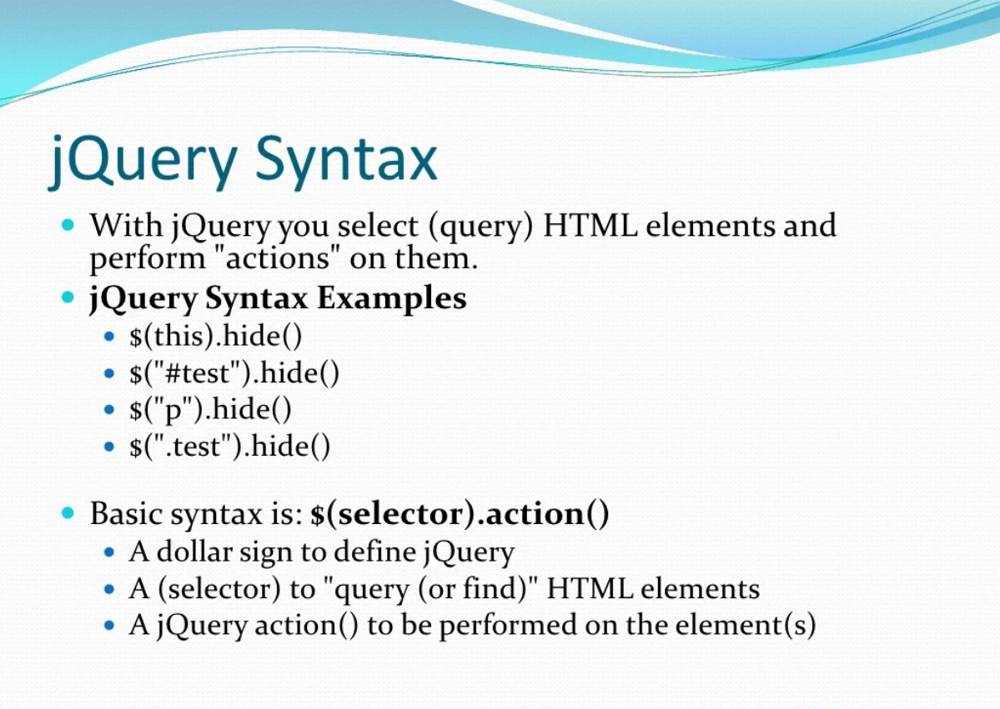 jQuery Syntax
With jQuery you select (query) HTML elements and
perform "actions" on them.
jQuery Syntax Examples
$(this).hide()
$("#test").hide()
$("p").hide()
$(".test").hide()
Basic syntax is: $(selector).action()
A dollar sign to define jQuery
A (selector) to "query (or find)" HTML elements
A jQuery action() to be performed on the element(s)